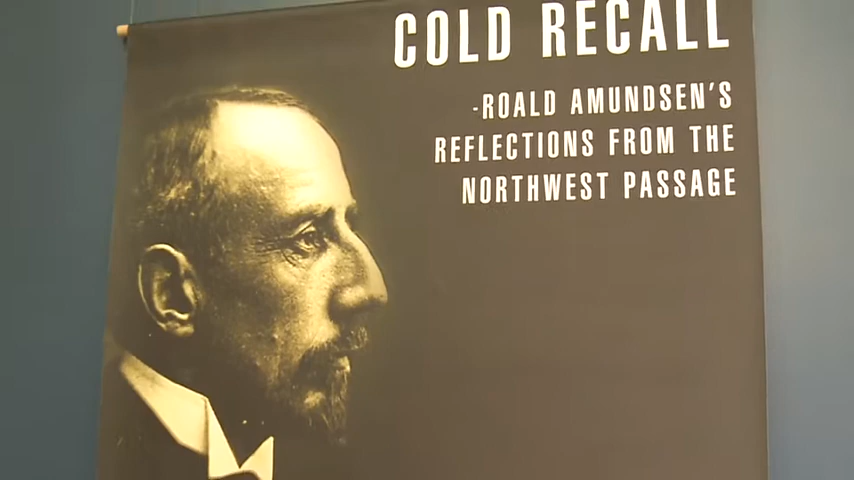 COLD RECALL
-ROALD AMUNDSEN'S
REFLECTIONS FROM THE
NORTHWEST PASSAGE